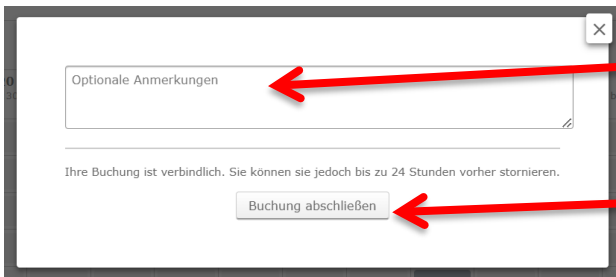 Optionale Anmerkungen
Ihre Buchung ist verbindlich. Sie können sie jedoch bis zu 24 Stunden vorher stornieren.
Buchung abschließen